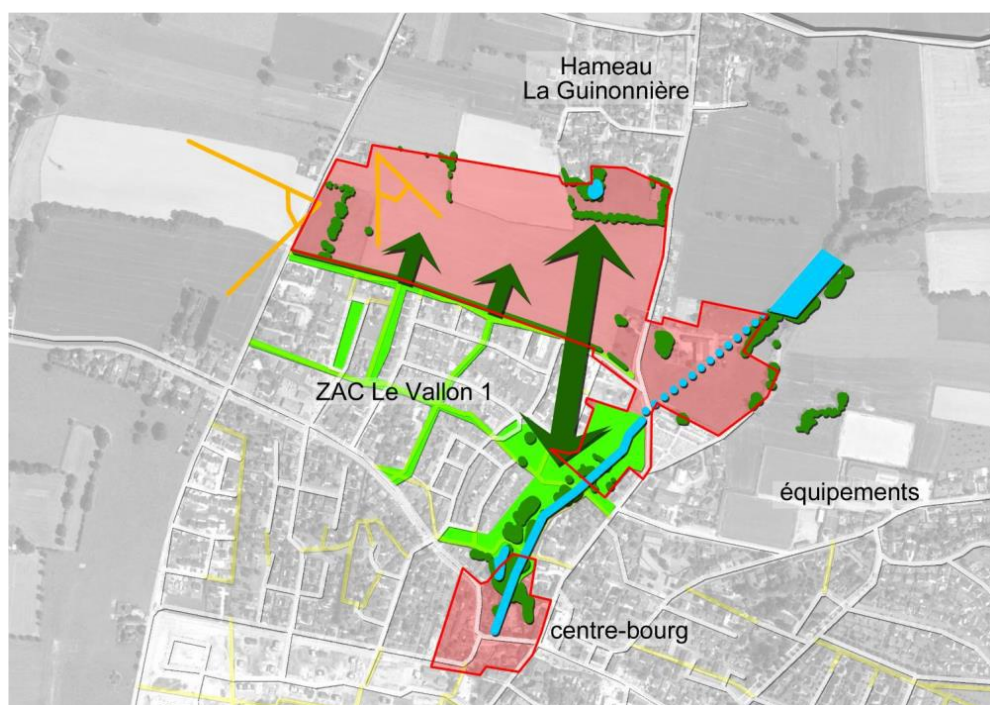 Hameau
La Guinonnière
ZAC Le Vallon 1
équipements
centre-bourg